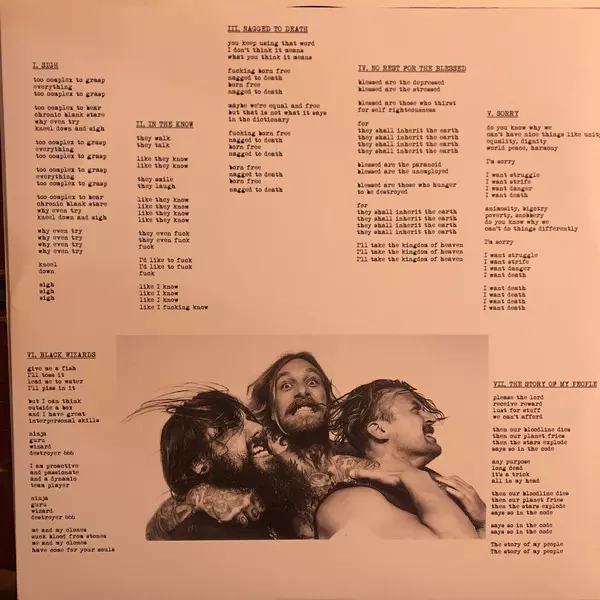 I. SIGH
too complex to grasp
everything
too complex to grasp
too complex to hear
chronic blank stare
why even try
kneel down and sigh
too complex to grasp
everything
too complex to grasp
too complex to grasp
everything
too complex to grasp
too complex to hear
chronic blank stare
why even try
kneel down and sigh
why even try
why even try
why even try
why even try
kneel
down
sigh
sigh
sigh
II. IN THE KNOW
they walk
they talk
like they know
like they know
they smile
they laugh
like they know
like they know
like they know
like they know
they even fuck
they even fuck
fuck
I'd like to fuck
I'd like to fuck
fuck
like I know
like I know
like I know
like I fucking know
III. NAGGED TO DEATH
you keep using that word
I don't think it means
what you think it means
fucking born free
nagged to death
born free
nagged to death
maybe we're equal and free
but that is not what it says
in the dictionary
fucking born free
nagged to death
born free
nagged to death
born free
nagged to death
born free
nagged to death
IV. NO REST FOR THE BLESSED
blessed are the depressed
blessed are the stressed
blessed are those who thirst
for self righteousness
for
they shall inherit the earth
they shall inherit the earth
they shall inherit the earth
they shall inherit the earth
blessed are the paranoid
blessed are the unemployed
blessed are those who hunger
to be destroyed
for
they shall inherit the earth
they shall inherit the earth
they shall inherit the earth
they shall inherit the earth
I'll take the kingdom of heaven
I'll take the kingdom of heaven
V. SORRY
do you know why we
can't have nice things like unity
equality, dignity
world peace, harmony
I'm sorry
I want struggle
I want strife
I want danger
I want death
animosity, bigotry
poverty, snobbery
do you know why we
can't do things differently
I'm sorry
I want struggle
I want strife
I want danger
I want death
I want death
I want death
I want death
I want death
VI. BLACK WIZARDS
give me a fish
I'll toss it
lead me to water
I'll piss in it
but I can think
outside a box
and I have great
interpersonal skills
ninja
guru
wizard
destroyer 666
I am proactive
and passionate
and a dynamic
team player
ninja
guru
wizard
destroyer 666
me and my clones
suck blood from stones
me and my clones
have come for your souls
VII. THE STORY OF MY PEOPLE
please the lord
receive reward
lust for stuff
we can't afford
then our bloodline dies
then our planet fries
then the stars explode
says so in the code
any purpose
long dead
it's a trick
all in my head
then our bloodline dies
then our planet fries
then the stars explode
says so in the code
says so in the code
says so in the code
The story of my people
The story of my people